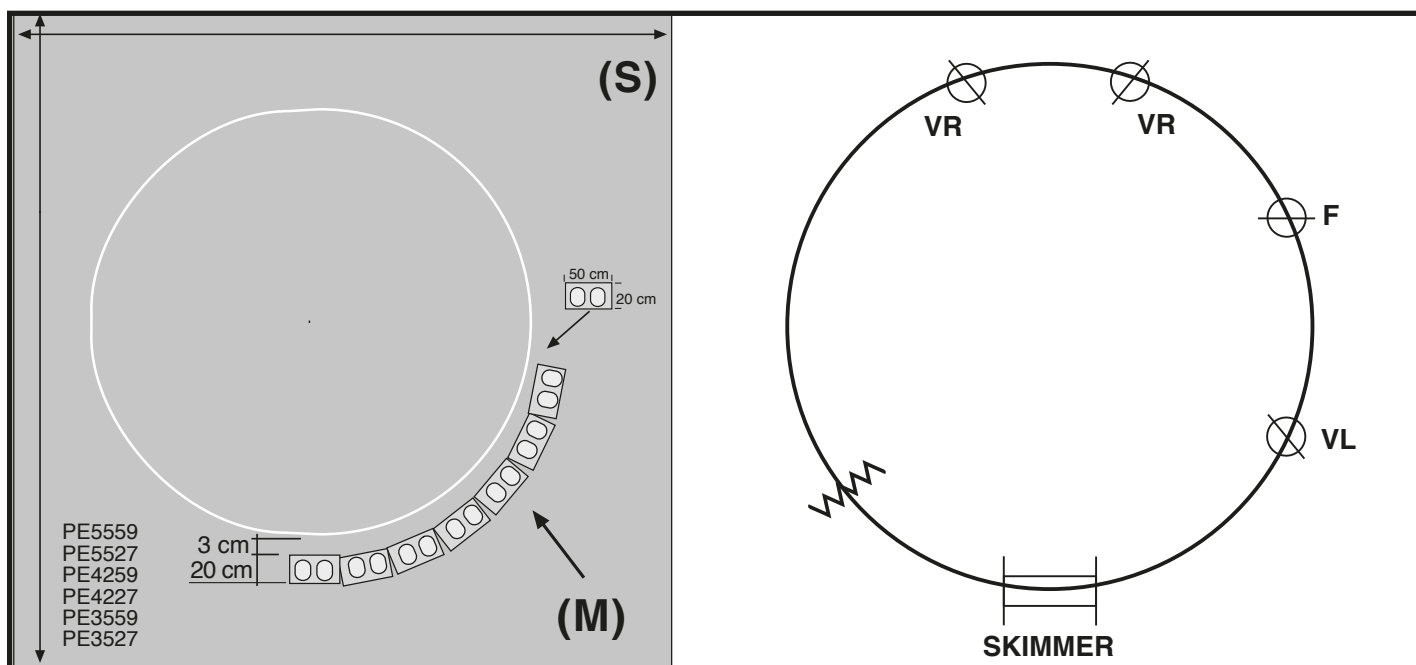 (S)
50 cm
20 cm
PE5559
PE5527
PE4259
PE4227
PE3559
PE3527
3 cm
20 cm
(M)
VR
VR
F
VL
SKIMMER